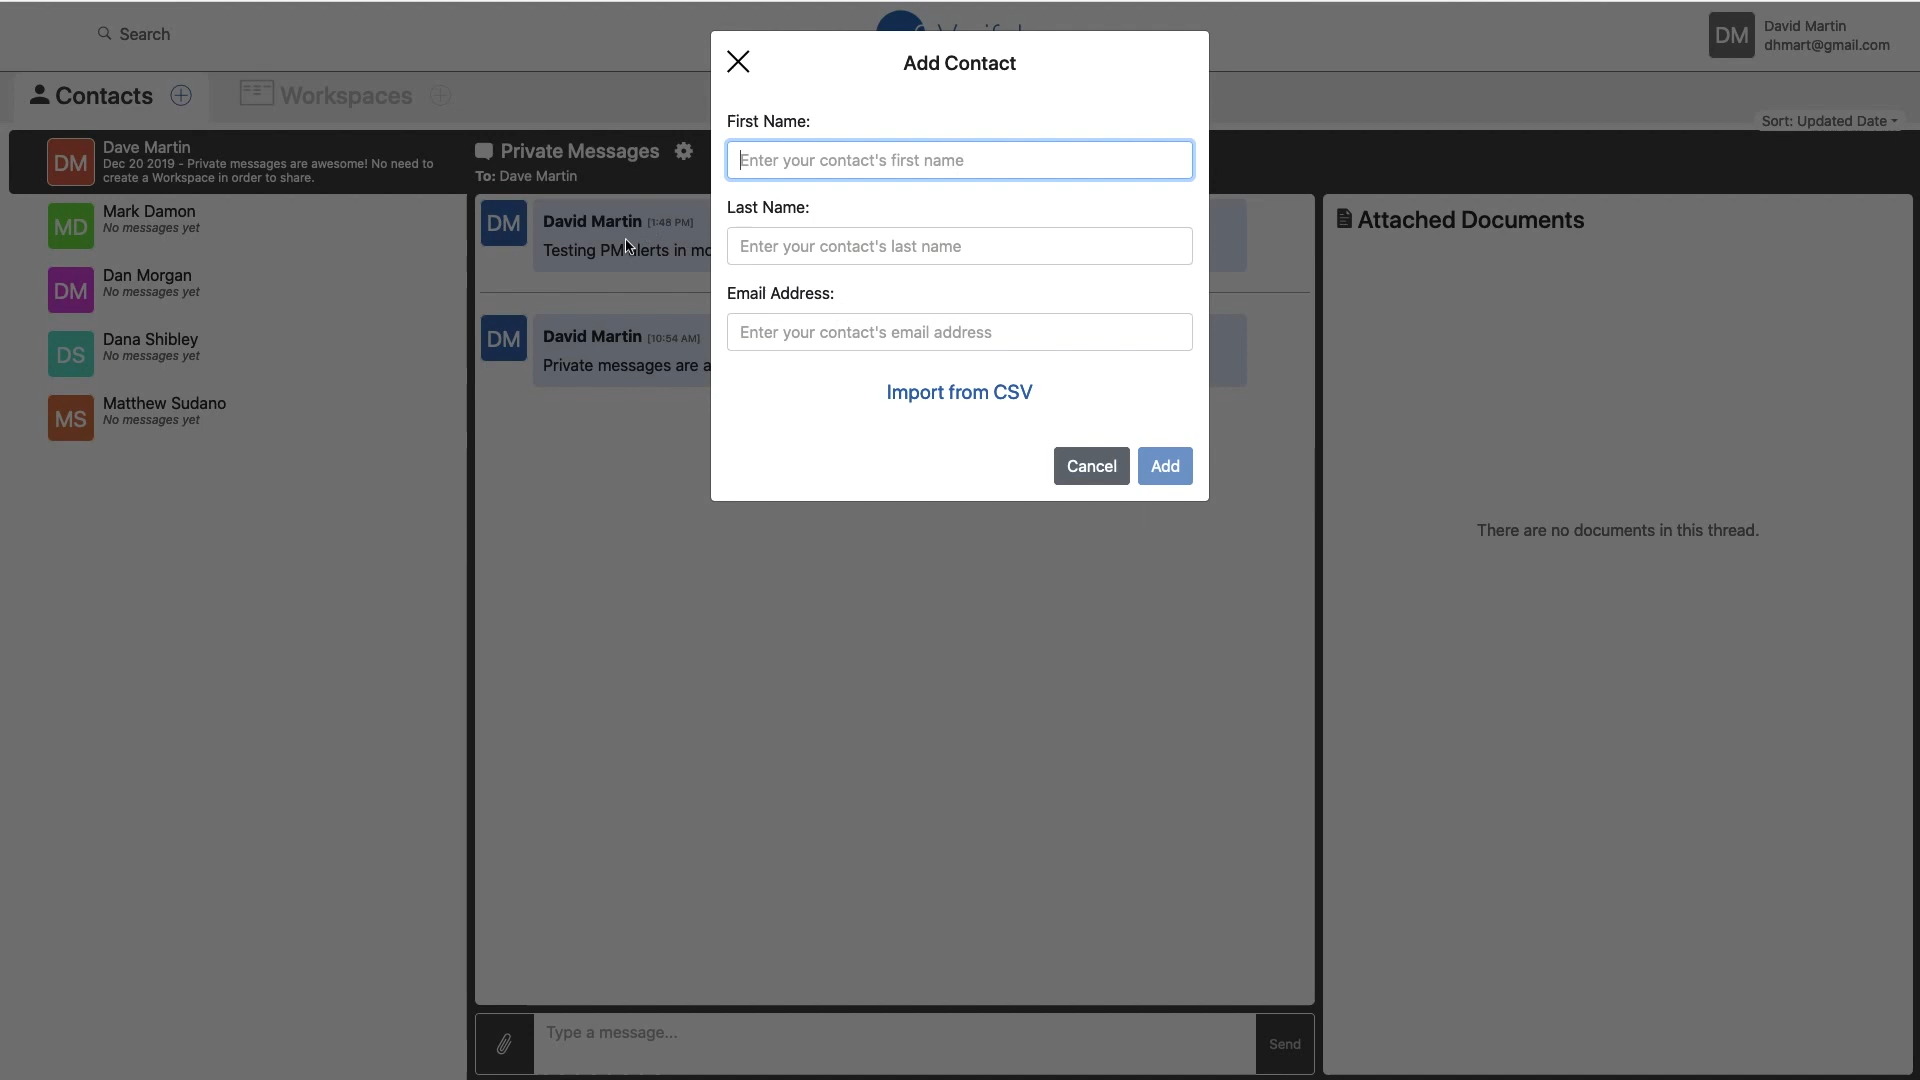 Search
David Martin
DM
dhmart@gmail.com
Contacts
Workspaces
Sort: Updated Date
DM
Dave Martin
Dec 20 2019 - Private messages are awesome! No need to
create a Workspace in order to share.
MD
Mark Damon
No messages yet
DM
Dan Morgan
No messages yet
DS
Dana Shibley
No messages yet
MS
Matthew Sudano
No messages yet
Private Messages
To: Dave Martin
DM
David Martin [1:48 PM]
Testing PM in
DM
David Martin [10:54 AM]
Private messages are a
Add Contact
First Name:
Enter your contact's first name
Last Name:
Enter your contact's last name
Email Address:
Enter your contact's email address
Import from CSV
Cancel
Add
Attached Documents
There are no documents in this thread.
Type a message...
Send